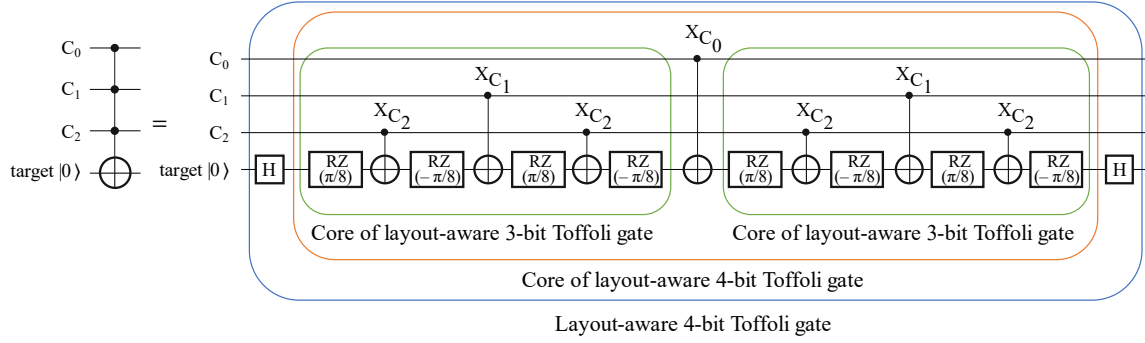 X_C₀
C₀ C₀
X_C₁ X_C₁
C₁ C₁
X_C₂ X_C₂ X_C₂ X_C₂
C₂ = C₂
target |0⟩ target |0⟩ H RZ (π/8) RZ (− π/8) RZ (π/8) RZ (− π/8) RZ (π/8) RZ (− π/8) RZ (π/8) RZ (− π/8) H
Core of layout-aware 3-bit Toffoli gate Core of layout-aware 3-bit Toffoli gate
Core of layout-aware 4-bit Toffoli gate
Layout-aware 4-bit Toffoli gate